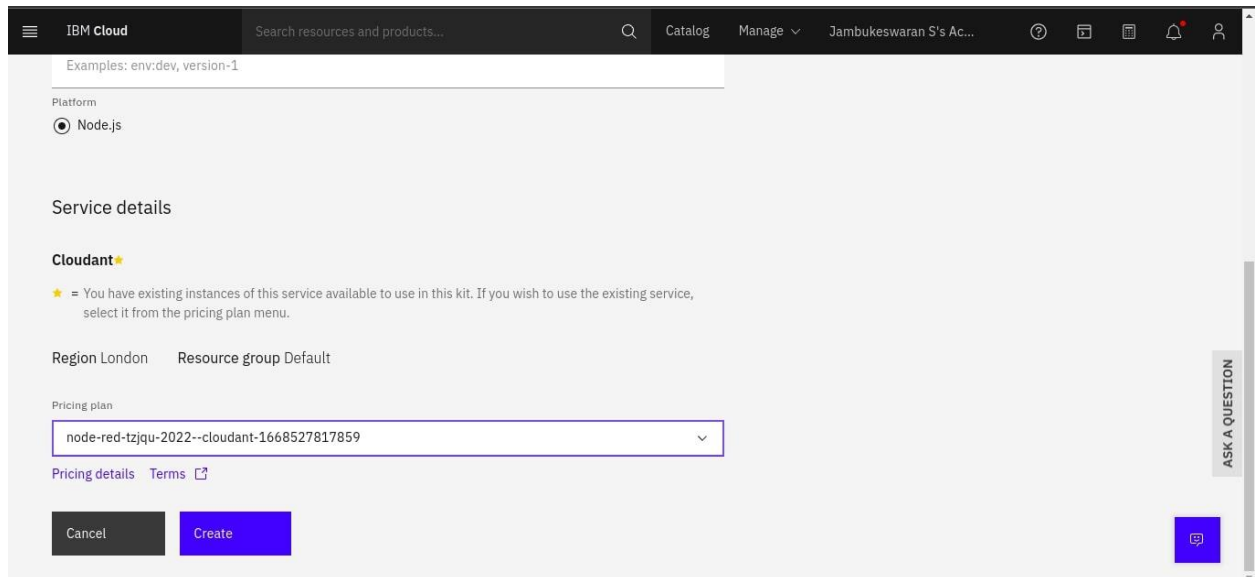 IBM Cloud
Search resources and products...
Catalog
Manage
Jambukeswaran S's Ac...
Examples: env:dev, version-1
Platform
Node.js
Service details
Cloudant
= You have existing instances of this service available to use in this kit. If you wish to use the existing service,
select it from the pricing plan menu.
Region London Resource group Default
Pricing plan
node-red-tzjqu-2022--cloudant-1668527817859
Pricing details Terms
Cancel
Create
ASK A QUESTION